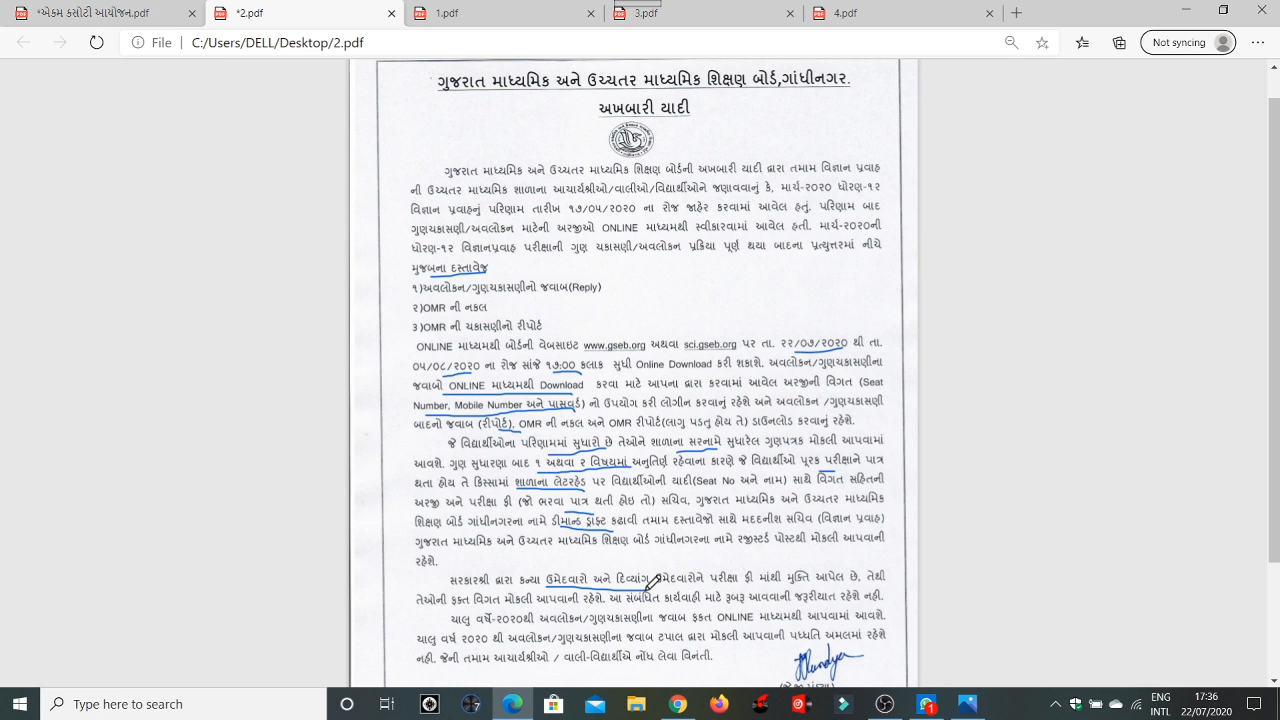 *એકમ કસોટી આયોજન.pdf
*2.pdf
1.pdf
3.pdf
4.pdf
File
C:/Users/DELL/Desktop/2.pdf
Not syncing
ગુજરાત માધ્યમિક અને ઉચ્ચતર માધ્યમિક શિક્ષણ બોર્ડ,ગાંધીનગર.
અખબારી યાદી
ગુજરાત માધ્યમિક અને ઉચ્ચતર માધ્યમિક શિક્ષણ બોર્ડની અખબારી યાદી દ્વારા તમામ વિજ્ઞાન પ્રવાહ
ની ઉચ્ચતર માધ્યમિક શાળાના આચાર્યશ્રીઓ/વાલીઓ/વિદ્યાર્થીઓને જણાવવાનું કે, માર્ચ-૨૦૨૦ ધોરણ-૧૨
વિજ્ઞાન પ્રવાહનું પરિણામ તારીખ ૧૭/૦૫/૨૦૨૦ ના રોજ જાહેર કરવામાં આવેલ હતું. પરિણામ બાદ
ગુણચકાસણી/અવલોકન માટેની અરજીઓ ONLINE માધ્યમથી સ્વીકારવામાં આવેલ હતી. માર્ચ-૨૦૨૦ની
ધોરણ-૧૨ વિજ્ઞાનપ્રવાહ પરીક્ષાની ગુણ ચકાસણી/અવલોકન પ્રક્રિયા પૂર્ણ થયા બાદના પ્રત્યુત્તરમાં નીચે
મુજબના દસ્તાવેજ
૧)અવલોકન/ગુણચકાસણીનો જવાબ(Reply)
૨)OMR ની નકલ
૩)OMR ની ચકાસણીનો રીપોર્ટ
ONLINE માધ્યમથી બોર્ડની વેબસાઇટ www.gseb.org અથવા sci.gseb.org પર તા. ૨૨/૦૭/૨૦૨૦ થી તા.
૦૫/૦૮/૨૦૨૦ ના રોજ સાંજે ૧૭:૦૦ કલાક સુધી Online Download કરી શકાશે. અવલોકન/ગુણચકાસણીના
જવાબો ONLINE માધ્યમથી Download કરવા માટે આપના દ્વારા કરવામાં આવેલ અરજીની વિગત (Seat
Number, Mobile Number અને પાસવર્ડ) નો ઉપયોગ કરી લોગીન કરવાનું રહેશે અને અવલોકન /ગુણચકાસણી
બાદનો જવાબ (રીપોર્ટ), OMR ની નકલ અને OMR રીપોર્ટ(લાગુ પડતુ હોય તે) ડાઉનલોડ કરવાનું રહેશે.
જે વિદ્યાર્થીઓના પરિણામમાં સુધારો છે તેઓને શાળાના સરનામે સુધારેલ ગુણપત્રક મોકલી આપવામાં
આવશે. ગુણ સુધારણા બાદ ૧ અથવા ૨ વિષયમાં અનુતિર્ણ રહેવાના કારણે જે વિદ્યાર્થીઓ પૂરક પરીક્ષાને પાત્ર
થતા હોય તે કિસ્સામાં શાળાના લેટરહેડ પર વિદ્યાર્થીઓની યાદી(Seat No અને નામ) સાથે વિગત સહિતની
અરજી અને પરીક્ષા ફી (જો ભરવા પાત્ર થતી હોઇ તો) સચિવ, ગુજરાત માધ્યમિક અને ઉચ્ચતર માધ્યમિક
શિક્ષણ બોર્ડ ગાંધીનગરના નામે ડીમાન્ડ ડ્રાફ્ટ કઢાવી તમામ દસ્તાવેજો સાથે મદદનીશ સચિવ (વિજ્ઞાન પ્રવાહ)
ગુજરાત માધ્યમિક અને ઉચ્ચતર માધ્યમિક શિક્ષણ બોર્ડ ગાંધીનગરના નામે રજીસ્ટર્ડ પોસ્ટથી મોકલી આપવાની
રહેશે.
સરકારશ્રી દ્વારા કન્યા ઉમેદવારો અને દિવ્યાંગ ઉમેદવારોને પરીક્ષા ફી માંથી મુક્તિ આપેલ છે, તેથી
તેઓની ફક્ત વિગત મોકલી આપવાની રહેશે. આ સંબંધિત કાર્યવાહી માટે રૂબરૂ આવવાની જરૂરીયાત રહેશે નહી.
ચાલુ વર્ષે-૨૦૨૦થી અવલોકન/ગુણચકાસણીના જવાબ ફકત ONLINE માધ્યમથી આપવામાં આવશે.
ચાલુ વર્ષ ૨૦૨૦ થી અવલોકન/ગુણચકાસણીના જવાબ ટપાલ દ્વારા મોકલી આપવાની પધ્ધતિ અમલમાં રહેશે
નહી. જેની તમામ આચાર્યશ્રીઓ / વાલી-વિદ્યાર્થીએ નોંધ લેવા વિનંતી.
Type here to search
ENG
INTL
17:36
22/07/2020
1